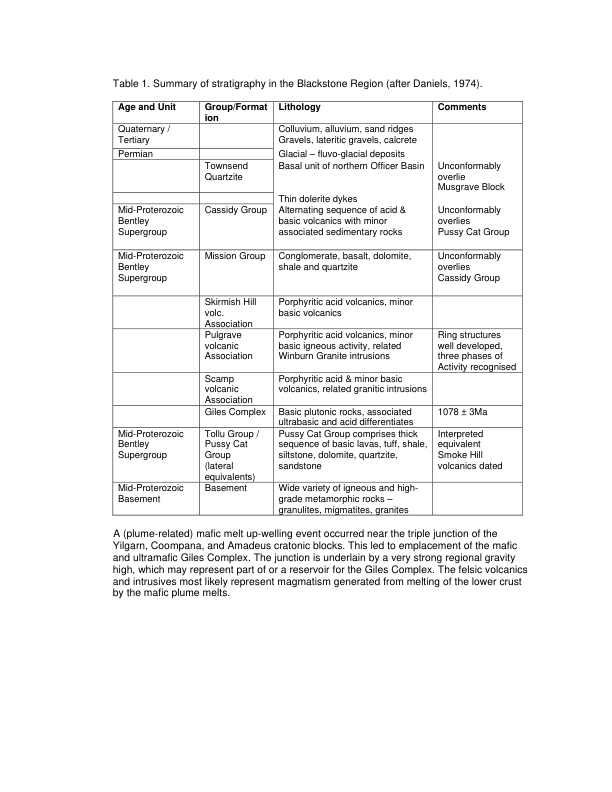 Table 1. Summary of stratigraphy in the Blackstone Region (after Daniels, 1974).
Age and Unit
Group/Format
ion
Lithology
Comments
Quaternary /
Tertiary
Colluvium, alluvium, sand ridges
Gravels, lateritic gravels, calcrete
Permian
Glacial – fluvo-glacial deposits
Townsend
Quartzite
Basal unit of northern Officer Basin
Unconformably
overlie
Musgrave Block
Thin dolerite dykes
Mid-Proterozoic
Bentley
Supergroup
Cassidy Group
Alternating sequence of acid &
basic volcanics with minor
associated sedimentary rocks
Unconformably
overlies
Pussy Cat Group
Mid-Proterozoic
Bentley
Supergroup
Mission Group
Conglomerate, basalt, dolomite,
shale and quartzite
Unconformably
overlies
Cassidy Group
Skirmish Hill
volc.
Association
Porphyritic acid volcanics, minor
basic volcanics
Pulgrave
volcanic
Association
Porphyritic acid volcanics, minor
basic igneous activity, related
Winburn Granite intrusions
Ring structures
well developed,
three phases of
Activity recognised
Scamp
volcanic
Association
Porphyritic acid & minor basic
volcanics, related granitic intrusions
Giles Complex
Basic plutonic rocks, associated
ultrabasic and acid differentiates
1078 ± 3Ma
Mid-Proterozoic
Bentley
Supergroup
Tollu Group /
Pussy Cat
Group
(lateral
equivalents)
Pussy Cat Group comprises thick
sequence of basic lavas, tuff, shale,
siltstone, dolomite, quartzite,
sandstone
Interpreted
equivalent
Smoke Hill
volcanics dated
Mid-Proterozoic
Basement
Basement
Wide variety of igneous and high-
grade metamorphic rocks –
granulites, migmatites, granites
A (plume-related) mafic melt up-welling event occurred near the triple junction of the
Yilgarn, Coompana, and Amadeus cratonic blocks. This led to emplacement of the mafic
and ultramafic Giles Complex. The junction is underlain by a very strong regional gravity
high, which may represent part of or a reservoir for the Giles Complex. The felsic volcanics
and intrusives most likely represent magmatism generated from melting of the lower crust
by the mafic plume melts.